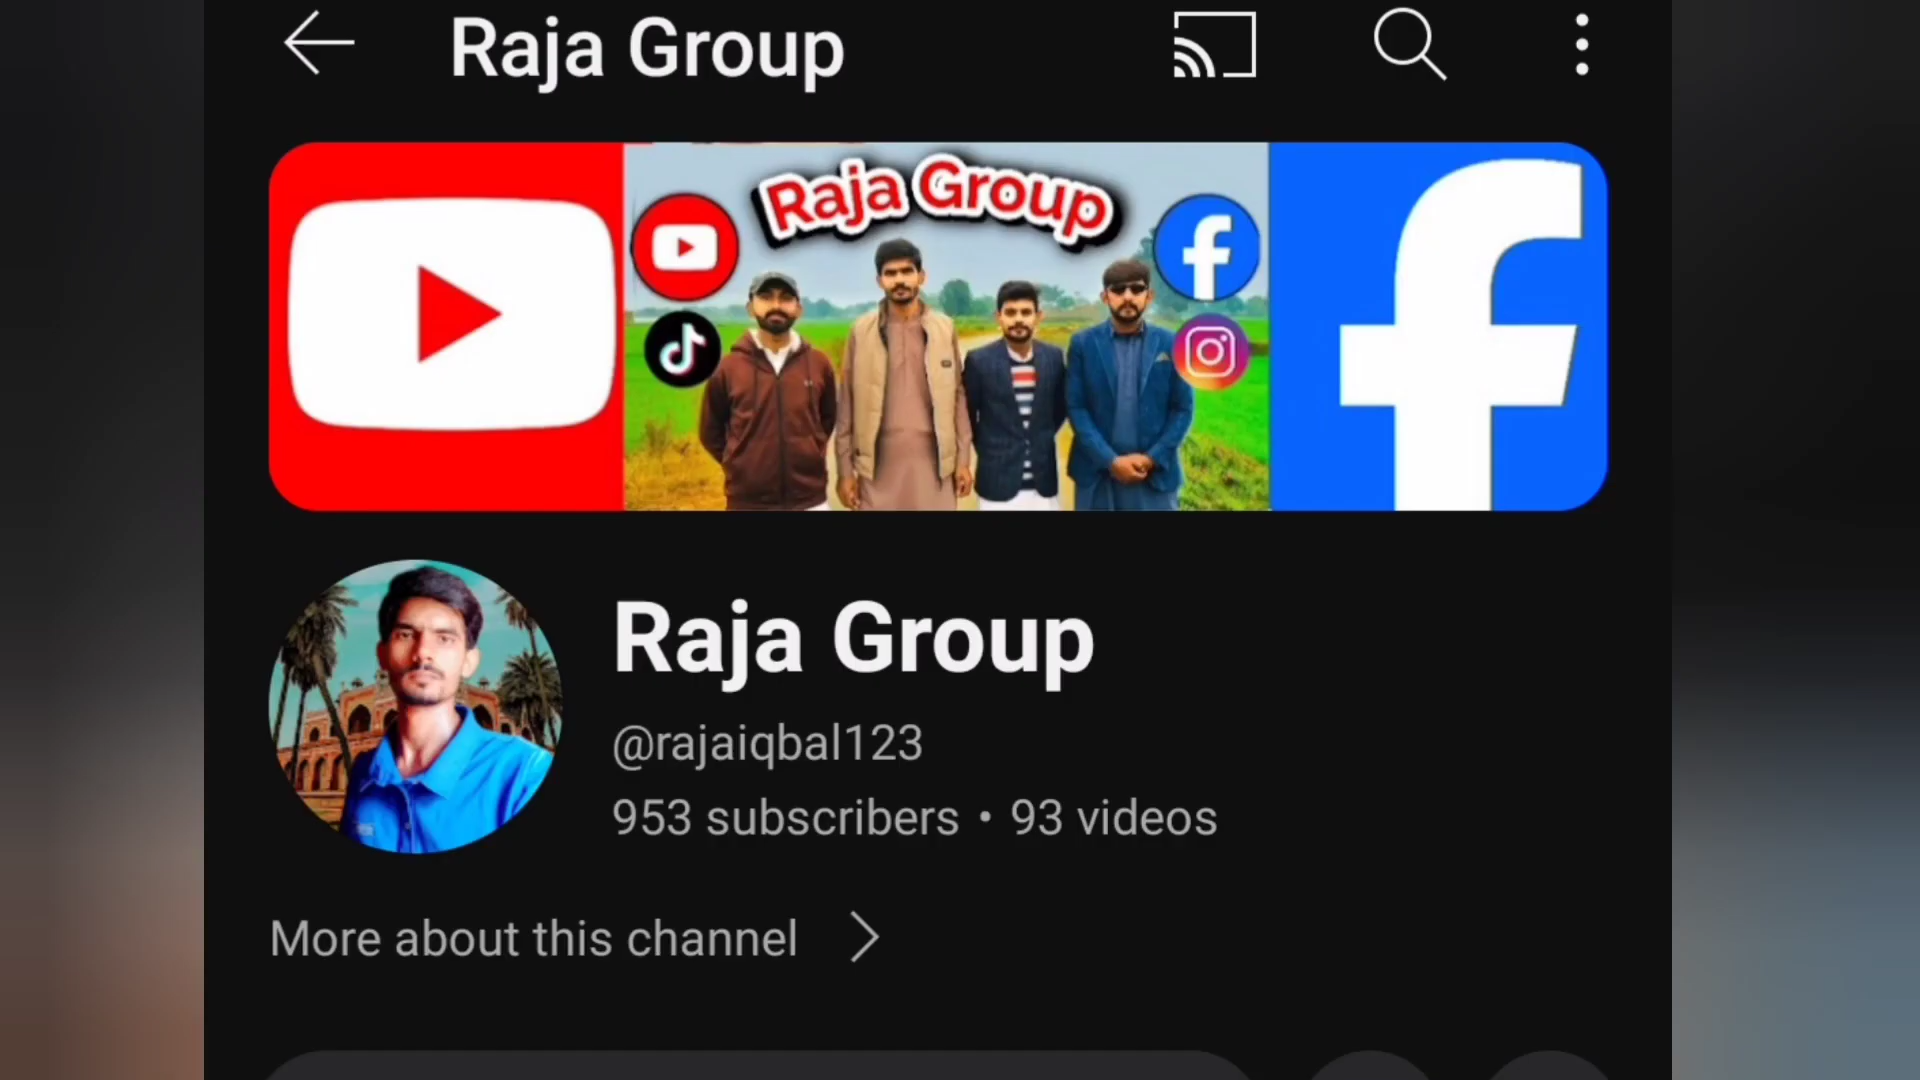 Raja Group
Raja Group
Raja Group
@rajaiqbal123
953 subscribers • 93 videos
More about this channel